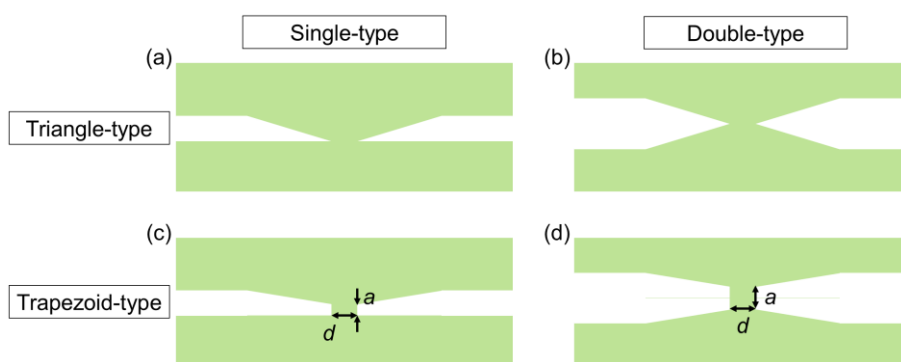 Single-type
Double-type
(a)
(b)
Triangle-type
(c)
(d)
Trapezoid-type
a
d
a
d